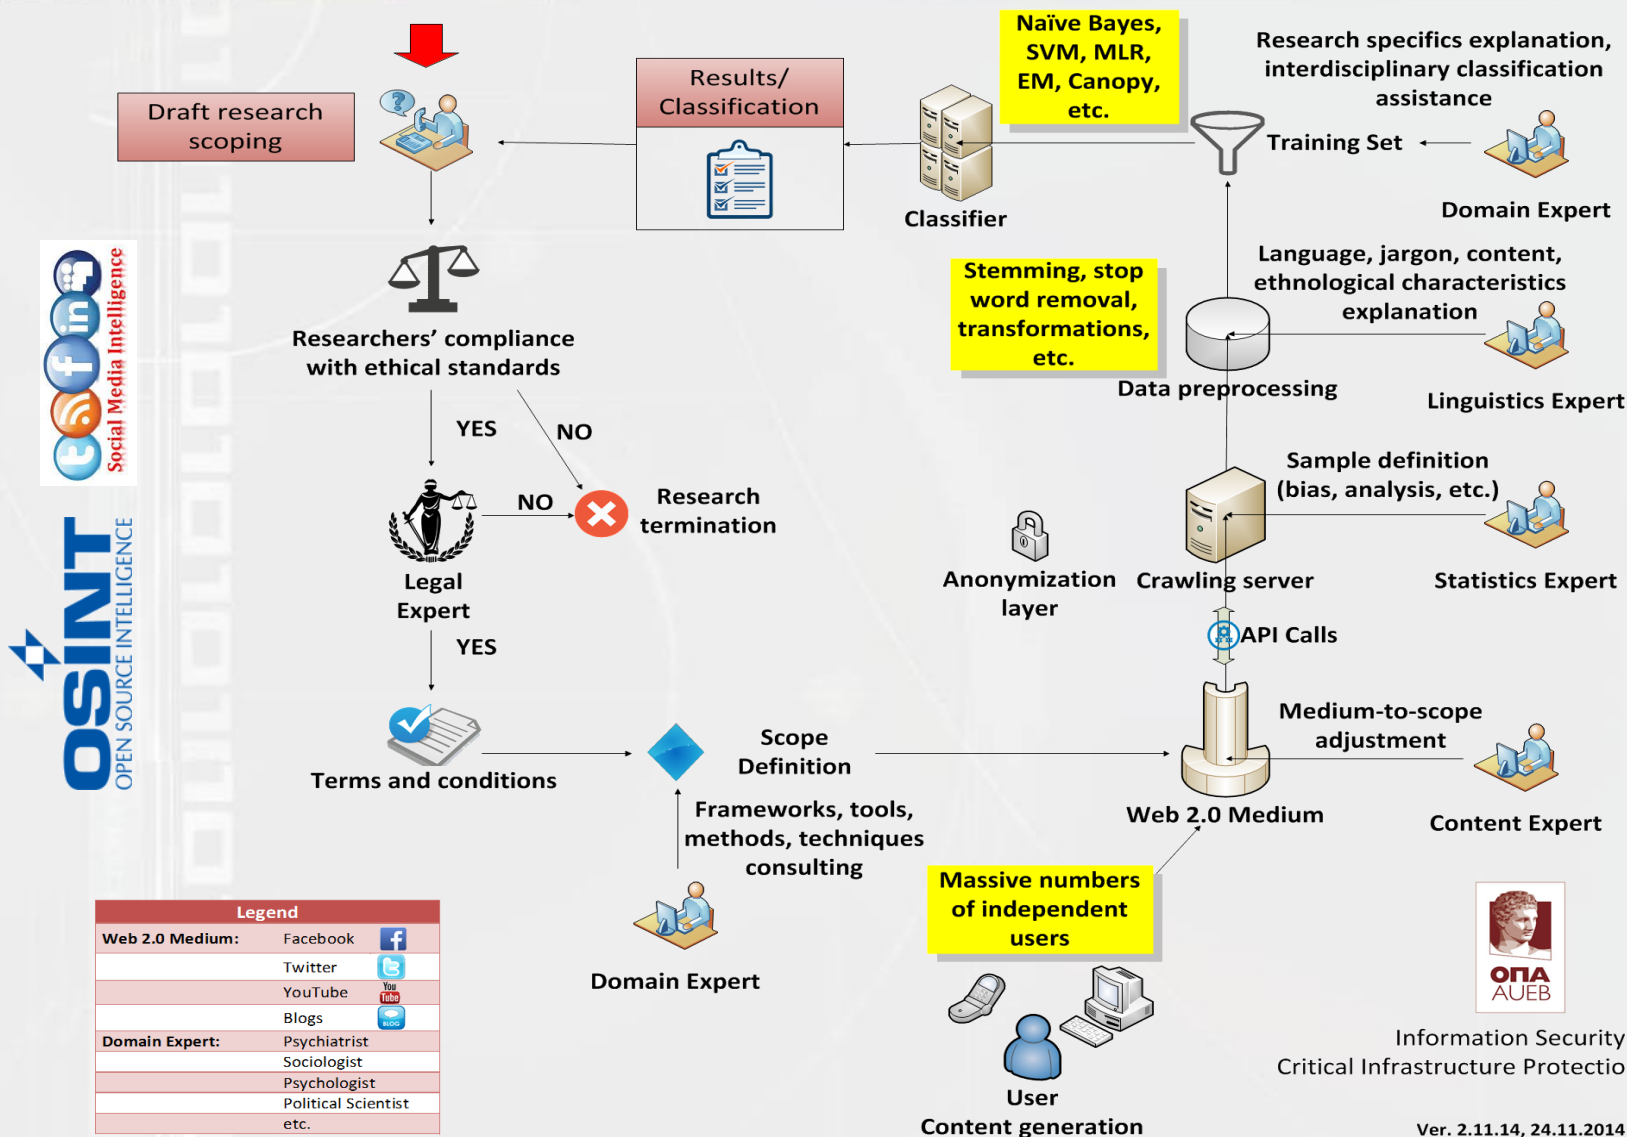 Draft research
scoping
Results/
Classification
Naïve Bayes,
SVM, MLR,
EM, Canopy,
etc.
Research specifics explanation,
interdisciplinary classification
assistance
Training Set
Classifier
Domain Expert
Language, jargon, content,
ethnological characteristics
explanation
Stemming, stop
word removal,
transformations,
etc.
Data preprocessing
Linguistics Expert
Social Media Intelligence
Researchers’ compliance
with ethical standards
YES
NO
Sample definition
(bias, analysis, etc.)
NO
Research
termination
OSINT
OPEN SOURCE INTELLIGENCE
Legal
Expert
Anonymization
layer
Crawling server
Statistics Expert
YES
API Calls
Terms and conditions
Scope
Definition
Medium-to-scope
adjustment
Web 2.0 Medium
Content Expert
Frameworks, tools,
methods, techniques
consulting
Domain Expert
Massive numbers
of independent
users
User
Content generation
Legend
Web 2.0 Medium: Facebook f
Twitter
YouTube You Tube
Blogs BLOG
Domain Expert: Psychiatrist
Sociologist
Psychologist
Political Scientist
etc.
ΟΠΑ
AUEB
Information Security
Critical Infrastructure Protectio
Ver. 2.11.14, 24.11.2014